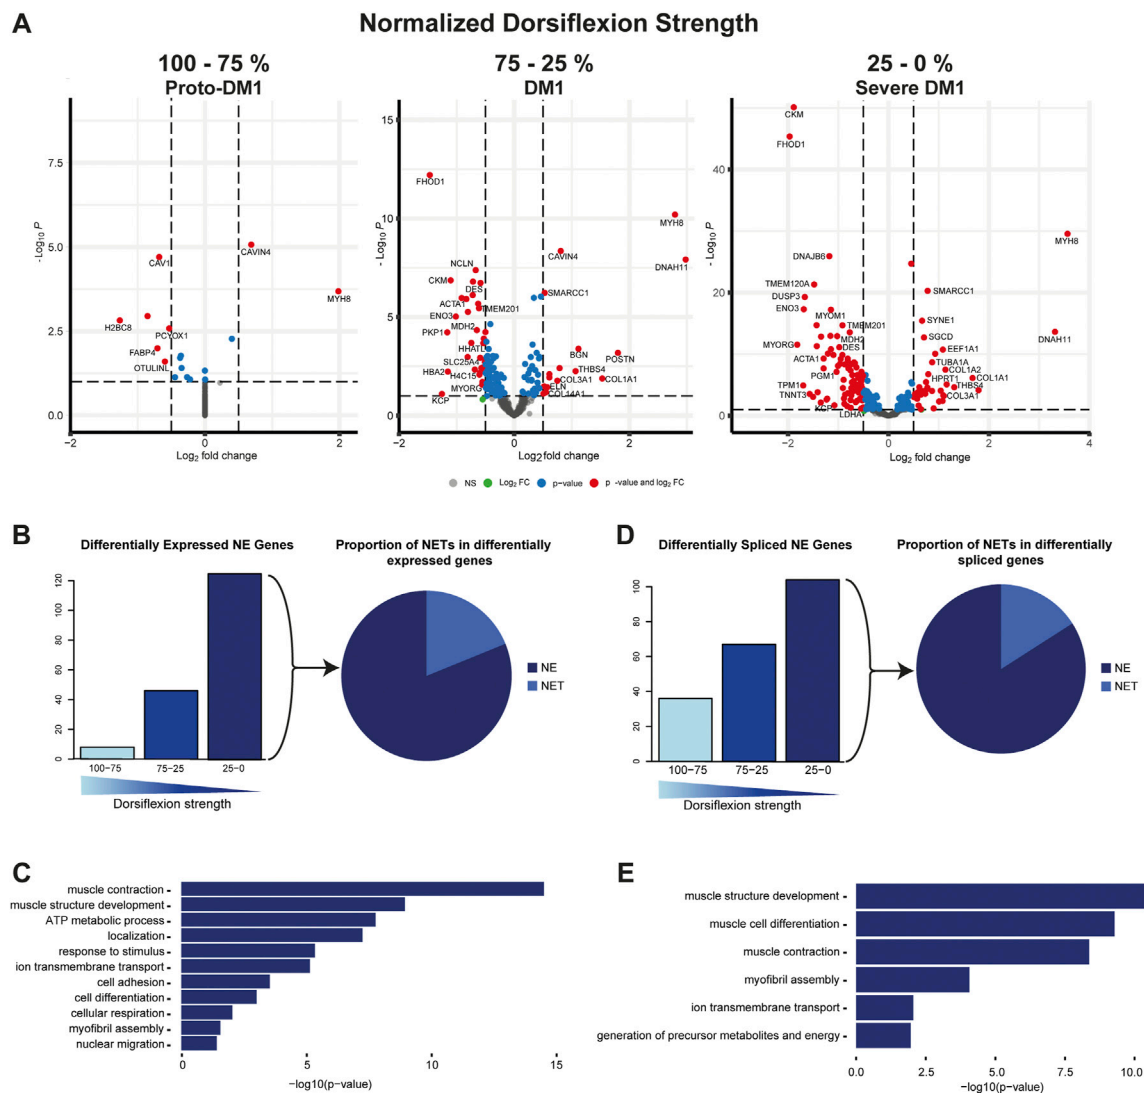 A
Normalized Dorsiflexion Strength
100 - 75 %
Proto-DM1
75 - 25 %
DM1
25 - 0 %
Severe DM1
- Log10 P
7.5
5.0
2.5
0.0
CAVIN4
CAV1
MYH8
H2BC8
PCYOX1
FABP4
OTULINL
−2
0
2
Log2 fold change
- Log10 P
15
10
5
0
FHOD1
MYH8
CAVIN4
DNAH11
NCLN
CKM
DES
SMARCC1
ACTA1
TMEM201
ENO3
MDH2
PKP1
HHATL
BGN
POSTN
SLC25A4
HBA2
H4C15
THBS4
COL3A1
COL1A1
MYORG
ELN
KCP
COL14A1
−2
0
2
Log2 fold change
- Log10 P
40
20
0
CKM
FHOD1
MYH8
DNAJB6
TMEM120A
SMARCC1
DUSP3
ENO3
MYOM1
SYNE1
TMEM201
DNAH11
MDH2
SGCD
MYORG
DES
EEF1A1
ACTA1
TUBA1A
PGM1
COL1A2
HPRT1
COL1A1
TPM1
THBS4
TNNT3
COL3A1
KCP
LDHA
−2
0
2
4
Log2 fold change
NS
Log2 FC
p−value
p -value and log2 FC
B
Differentially Expressed NE Genes
Proportion of NETs in differentially
expressed genes
0
20
40
60
80
100
120
100−75
75−25
25−0
Dorsiflexion strength
NE
NET
D
Differentially Spliced NE Genes
Proportion of NETs in differentially
spliced genes
0
20
40
60
80
100
100−75
75−25
25−0
Dorsiflexion strength
NE
NET
C
muscle contraction
muscle structure development
ATP metabolic process
localization
response to stimulus
ion transmembrane transport
cell adhesion
cell differentiation
cellular respiration
myofibril assembly
nuclear migration
0
5
10
15
−log10(p−value)
E
muscle structure development
muscle cell differentiation
muscle contraction
myofibril assembly
ion transmembrane transport
generation of precursor metabolites and energy
0.0
2.5
5.0
7.5
10.0
−log10(p−value)